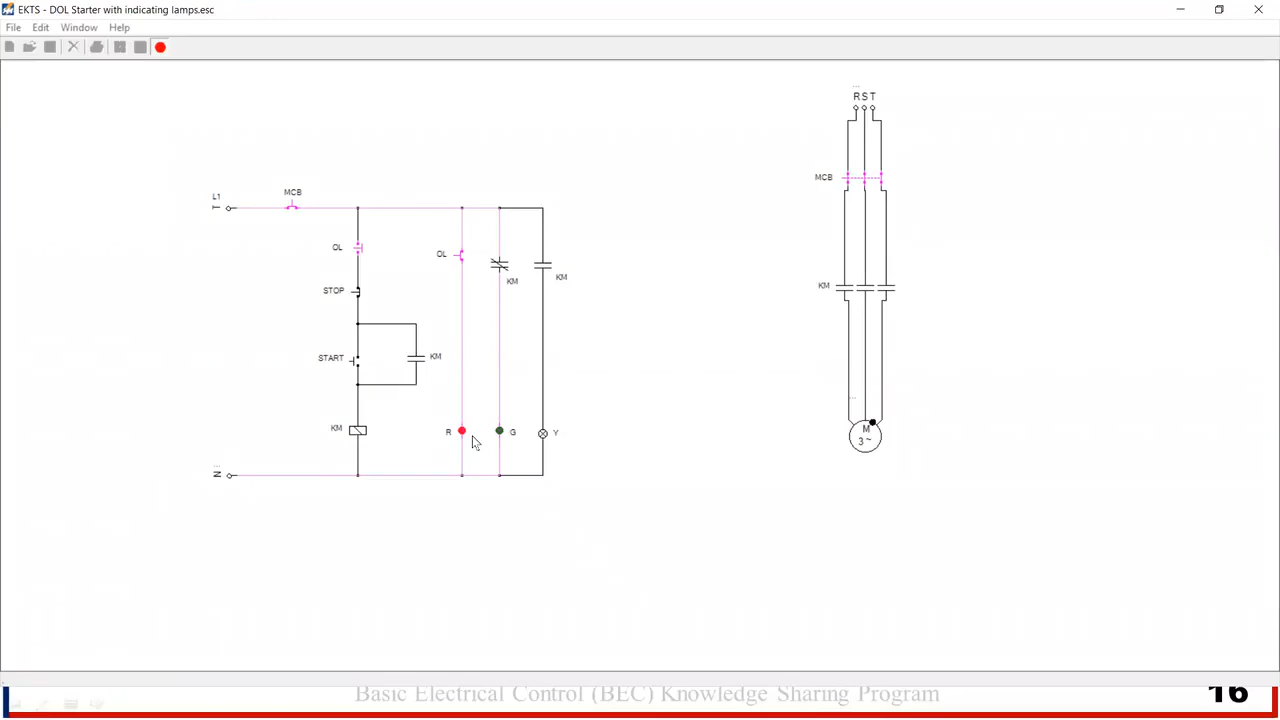 EKTS - DOL Starter with indicating lamps.esc
File Edit Window Help
R S T
L1
MCB
MCB
OL
OL
KM
KM
STOP
KM
START
KM
KM
R
G
Y
M
3 ~
N
Basic Electrical Control (BEC) Knowledge Sharing Program
16